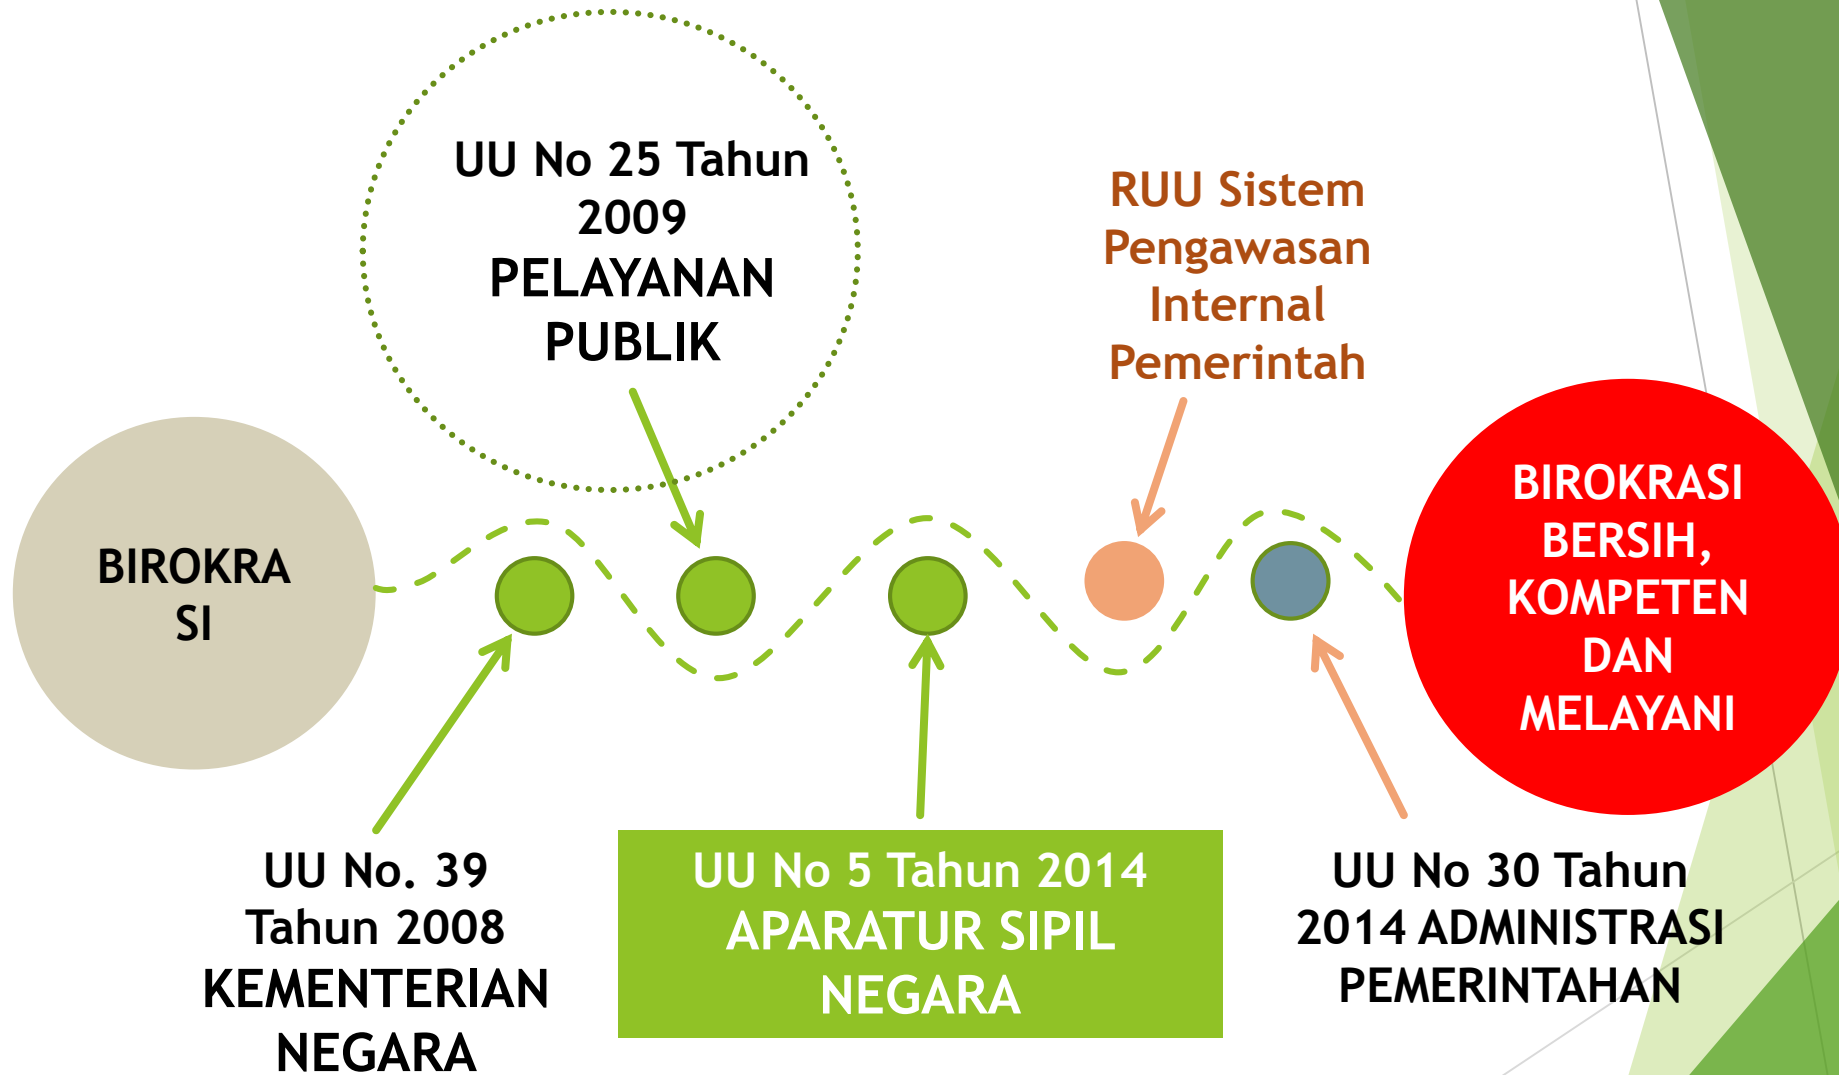 UU No 25 Tahun
2009
PELAYANAN
PUBLIK
RUU Sistem
Pengawasan
Internal
Pemerintah
BIROKRA
SI
BIROKRASI
BERSIH,
KOMPETEN
DAN
MELAYANI
UU No. 39
Tahun 2008
KEMENTERIAN
NEGARA
UU No 5 Tahun 2014
APARATUR SIPIL
NEGARA
UU No 30 Tahun
2014 ADMINISTRASI
PEMERINTAHAN